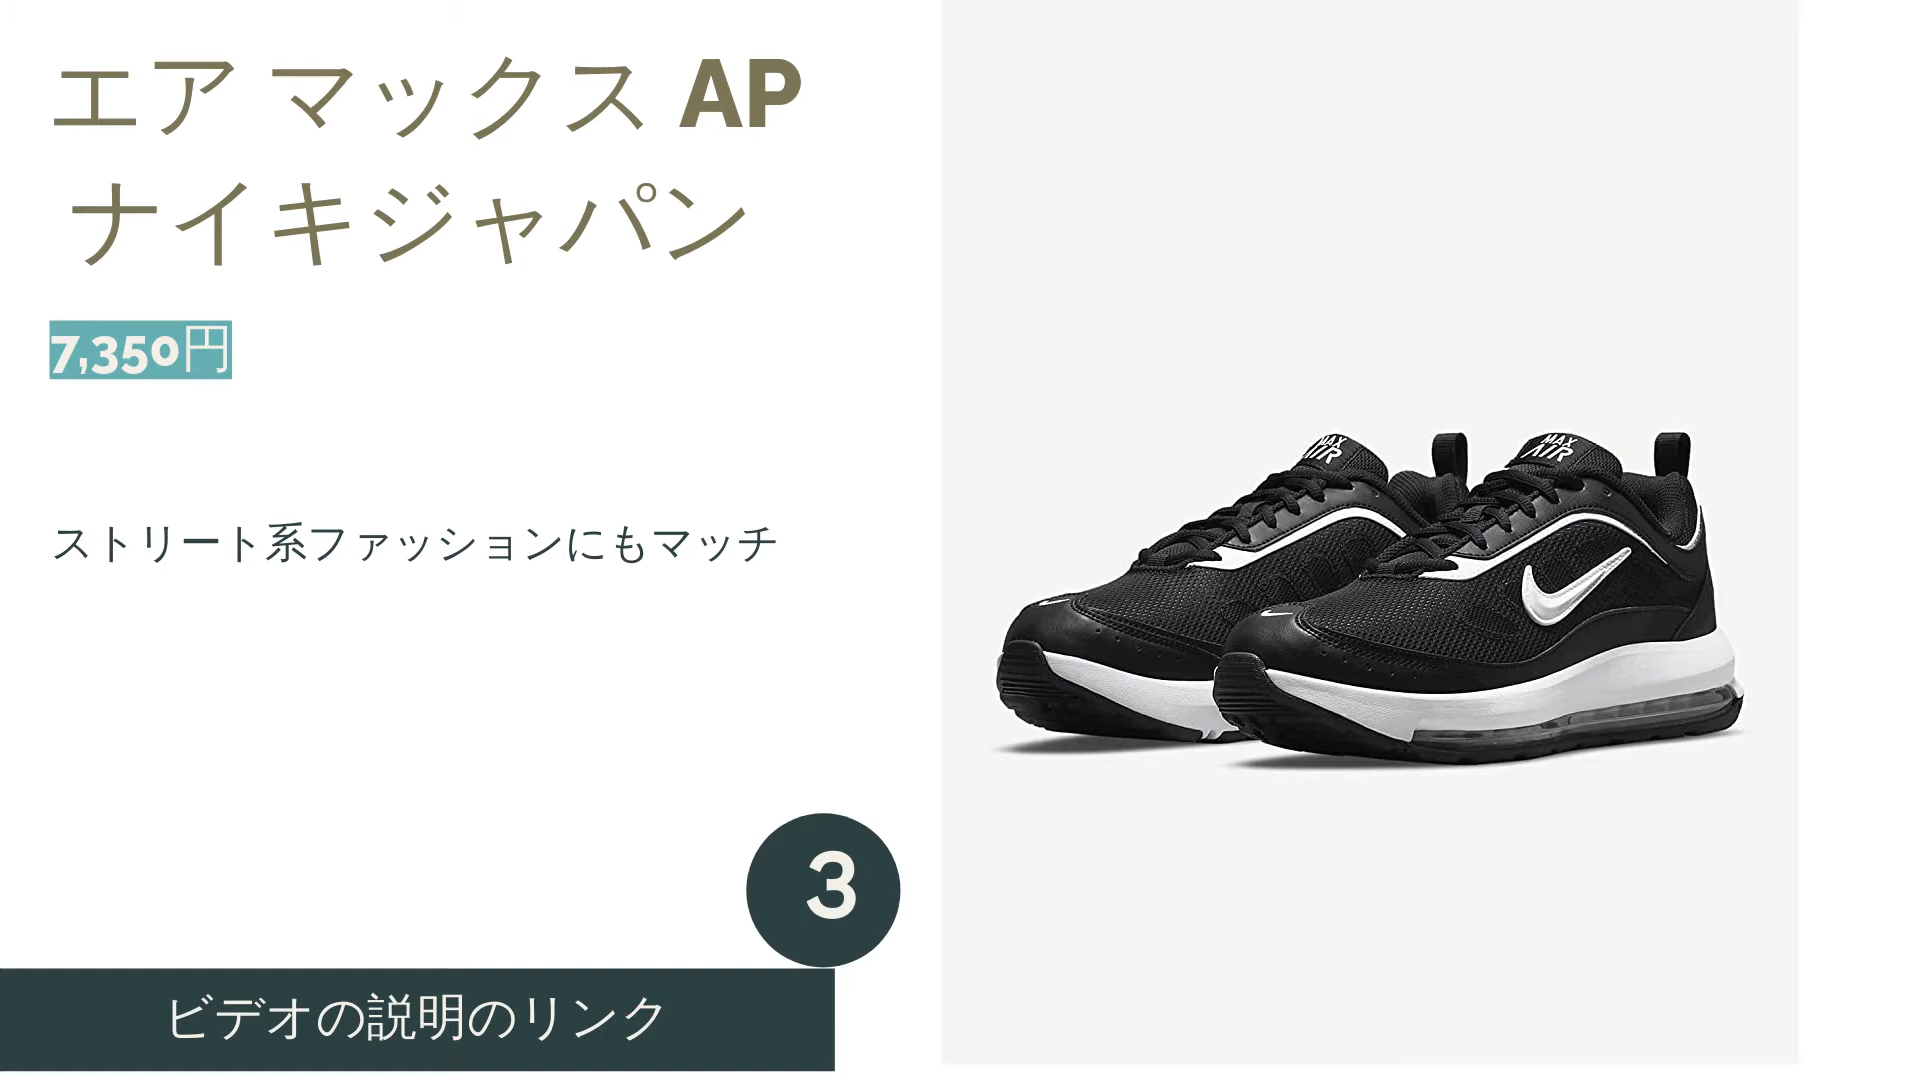 エア マックス AP
ナイキジャパン
7,350円
ストリート系ファッションにもマッチ
3
ビデオの説明のリンク
MAX
AIR
MAX
AIR